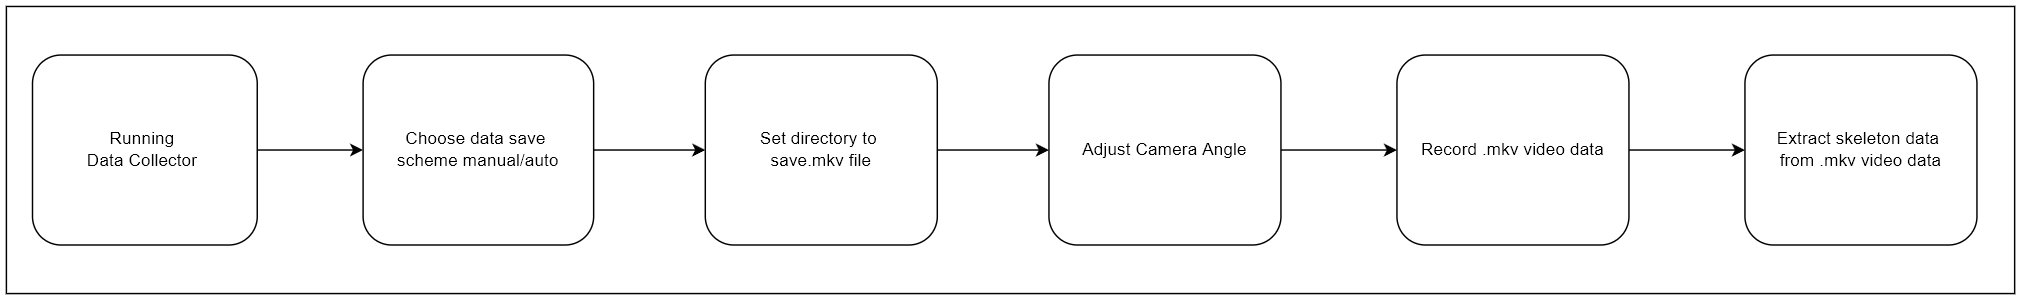 Running
Data Collector
Choose data save
scheme manual/auto
Set directory to
save.mkv file
Adjust Camera Angle
Record .mkv video data
Extract skeleton data
from .mkv video data